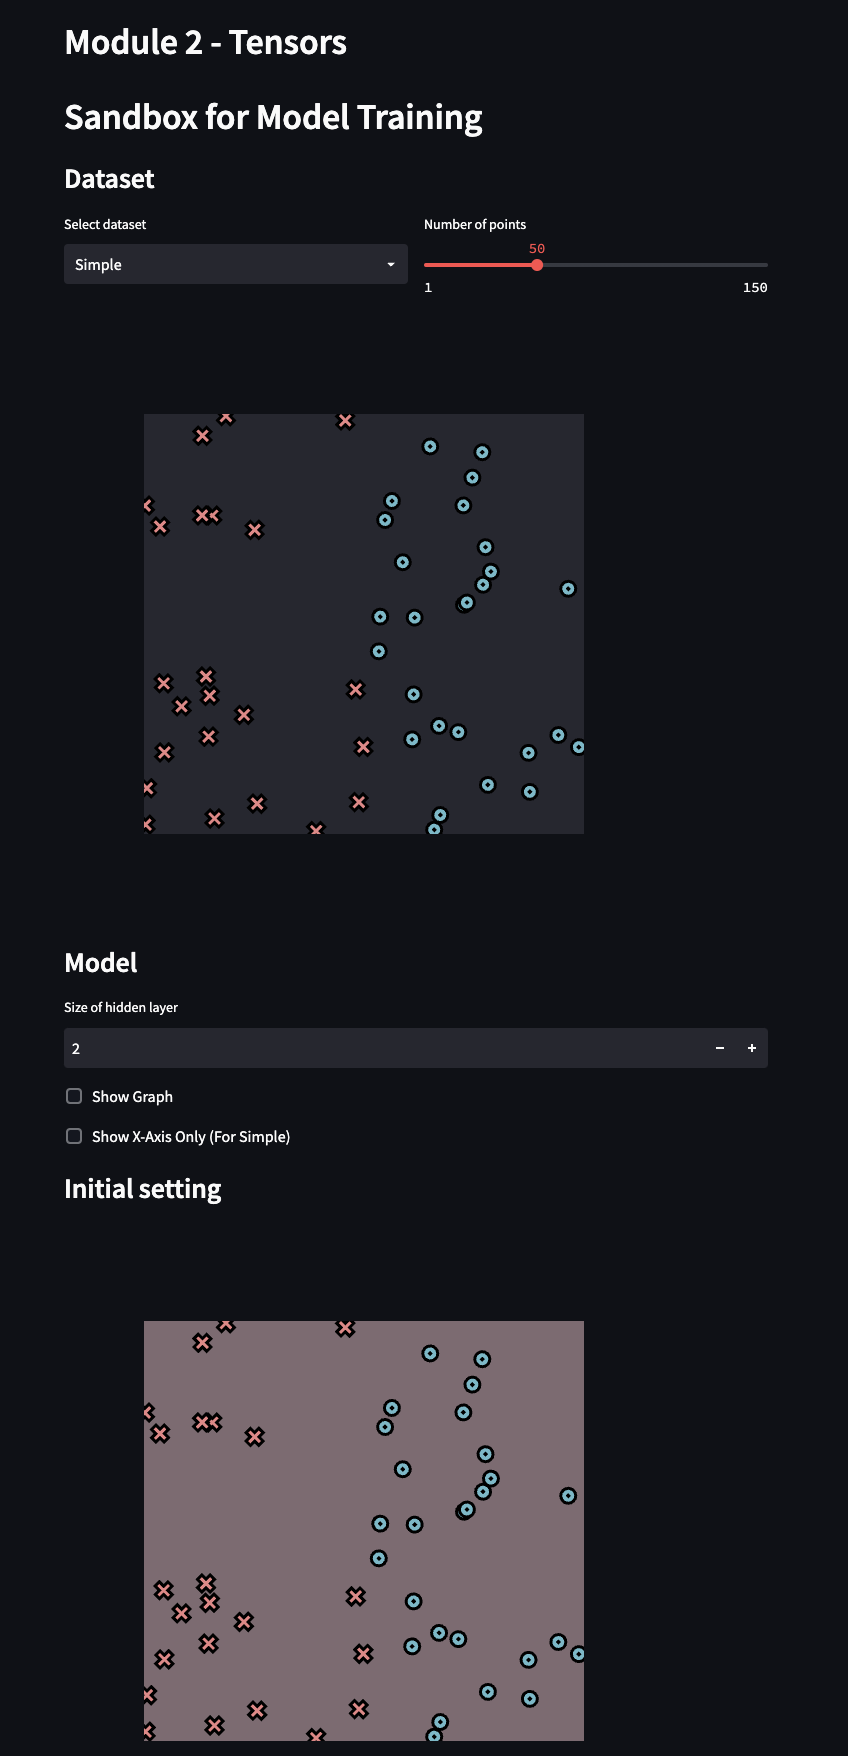 Module 2 - Tensors
Sandbox for Model Training
Dataset
Select dataset
Number of points
Simple
50
1
150
Model
Size of hidden layer
2
Show Graph
Show X-Axis Only (For Simple)
Initial setting